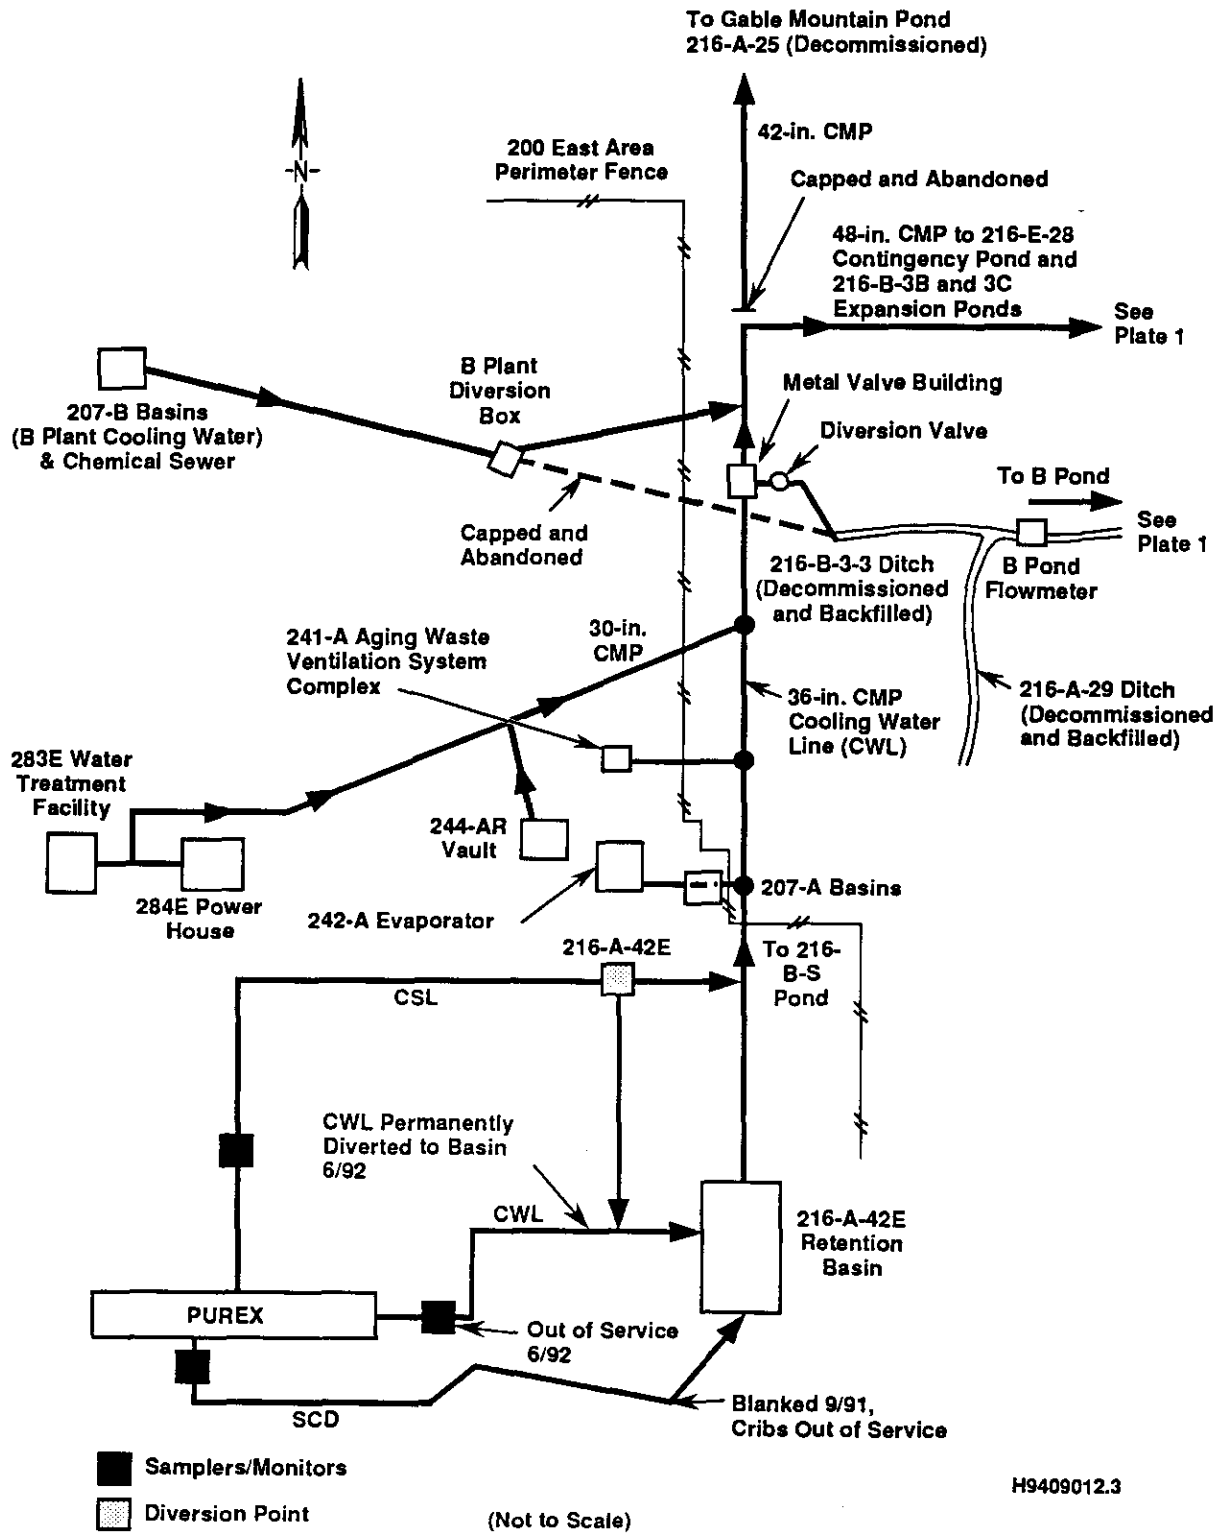 To Gable Mountain Pond
216-A-25 (Decommissioned)
42-in. CMP
200 East Area
Perimeter Fence
-N-
Capped and Abandoned
48-in. CMP to 216-E-28
Contingency Pond and
216-B-3B and 3C
Expansion Ponds
See
Plate 1
B Plant
Diversion
Box
Metal Valve Building
207-B Basins
(B Plant Cooling Water)
& Chemical Sewer
Diversion Valve
To B Pond
See
Plate 1
Capped and
Abandoned
216-B-3-3 Ditch
(Decommissioned
and Backfilled)
B Pond
Flowmeter
30-in.
CMP
241-A Aging Waste
Ventilation System
Complex
36-in. CMP
Cooling Water
Line (CWL)
216-A-29 Ditch
(Decommissioned
and Backfilled)
283E Water
Treatment
Facility
244-AR
Vault
207-A Basins
284E Power
House
242-A Evaporator
216-A-42E
To 216-
B-S
Pond
CSL
CWL Permanently
Diverted to Basin
6/92
CWL
216-A-42E
Retention
Basin
PUREX
Out of Service
6/92
SCD
Blanked 9/91,
Cribs Out of Service
Samplers/Monitors
Diversion Point
(Not to Scale)
H9409012.3